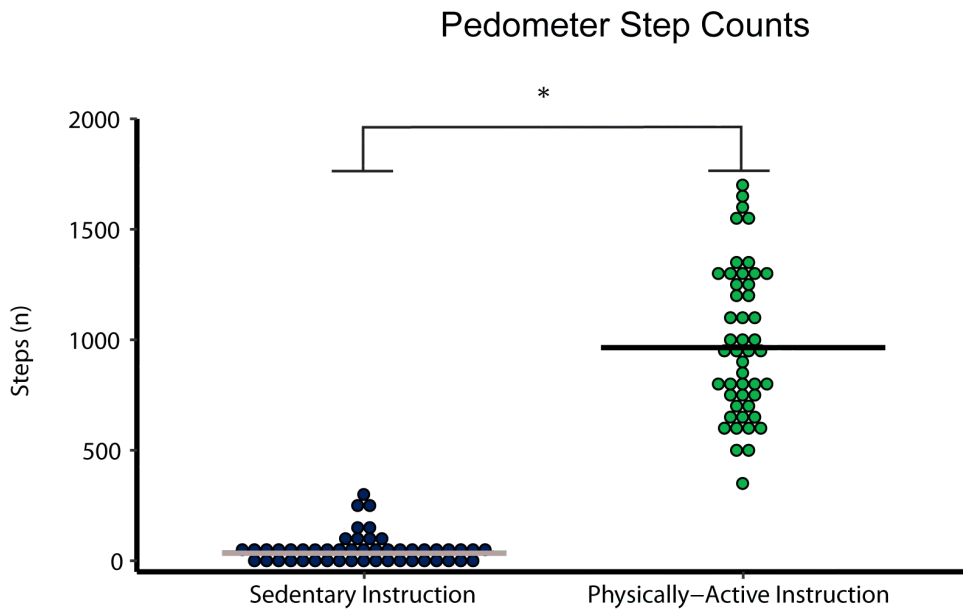 Pedometer Step Counts
*
2000
1500
1000
500
0
Steps (n)
Sedentary Instruction
Physically−Active Instruction